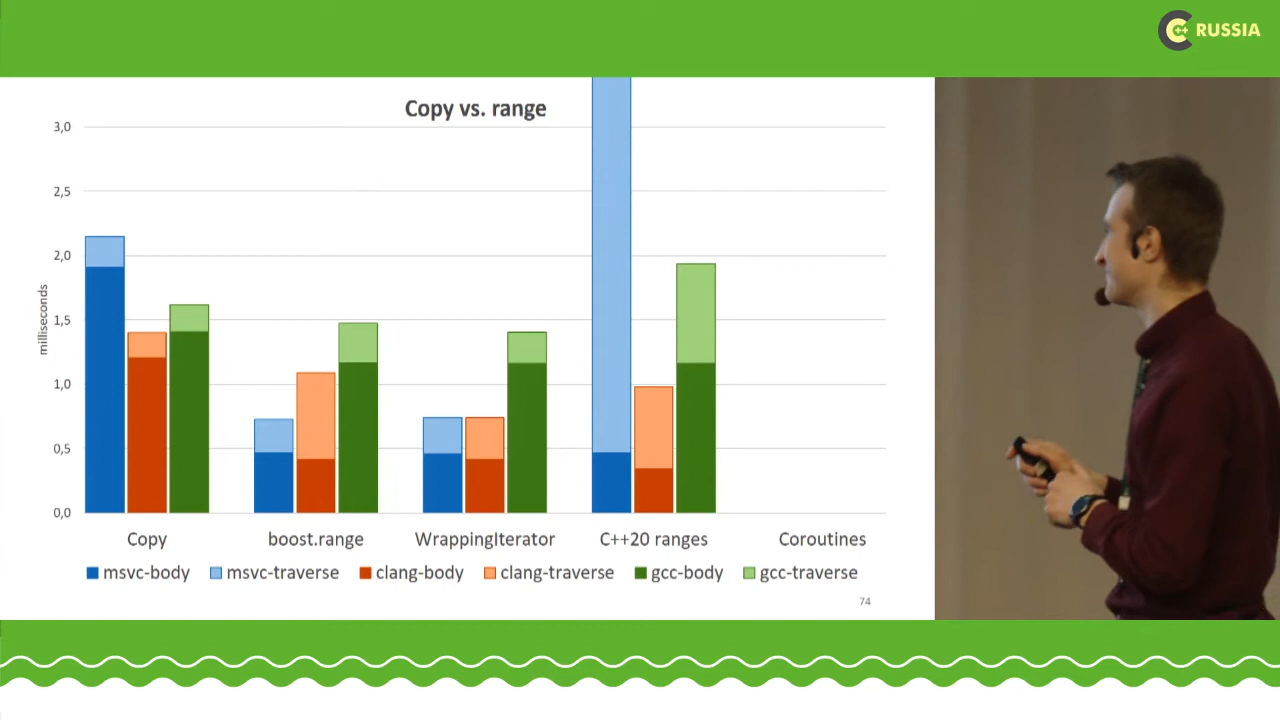 C++ RUSSIA
Copy vs. range
3,0
2,5
2,0
1,5
1,0
0,5
0,0
milliseconds
Copy boost.range WrappingIterator C++20 ranges Coroutines
msvc-body msvc-traverse clang-body clang-traverse gcc-body gcc-traverse
74